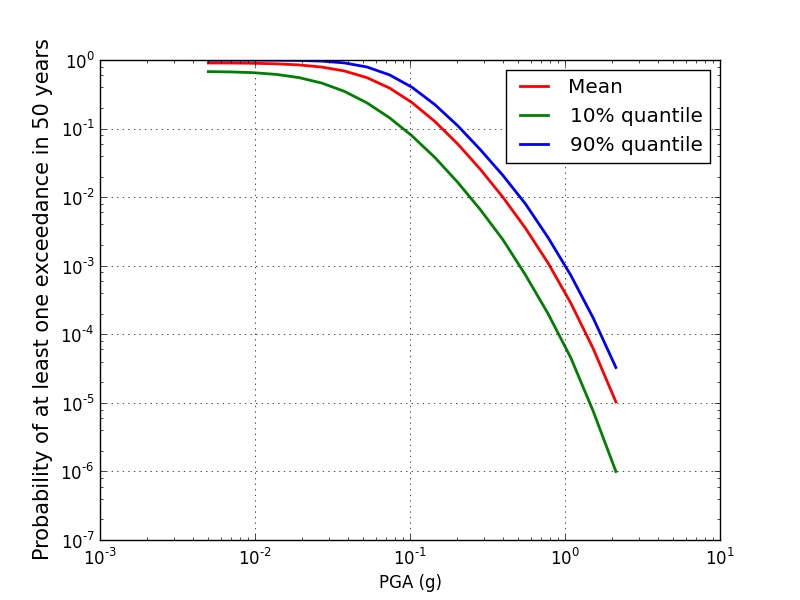 Probability of at least one exceedance in 50 years
10^0
10^-1
10^-2
10^-3
10^-4
10^-5
10^-6
10^-7
Mean
10% quantile
90% quantile
10^-3 10^-2 10^-1 10^0 10^1
PGA (g)